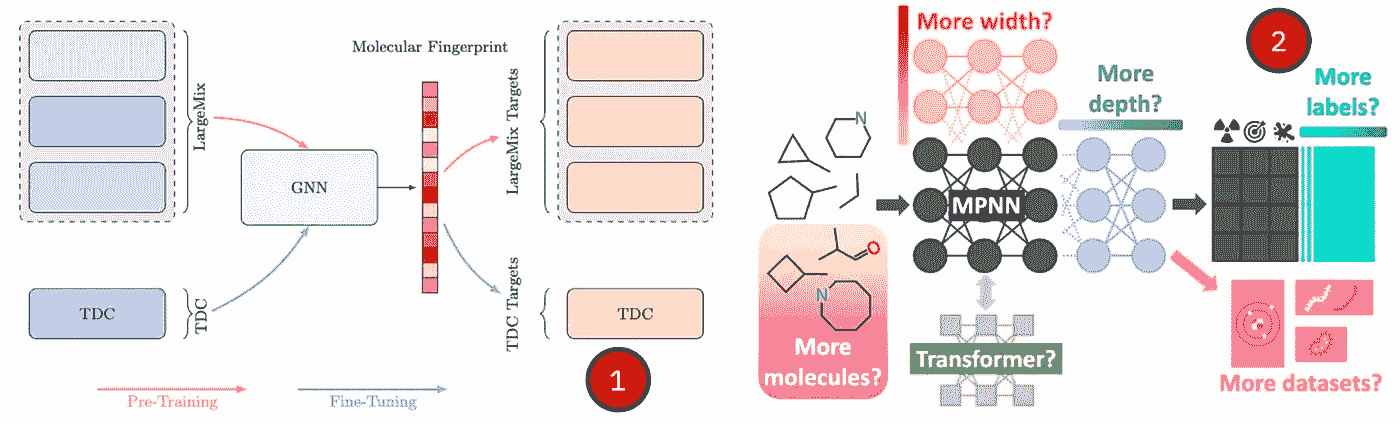 LargeMix
GNN
Molecular Fingerprint
LargeMix Targets
TDC
TDC
TDC Targets
TDC
Pre-Training
Fine-Tuning
1
More width?
2
More
depth?
More
labels?
N
MPNN
O
N
More
molecules?
Transformer?
More datasets?